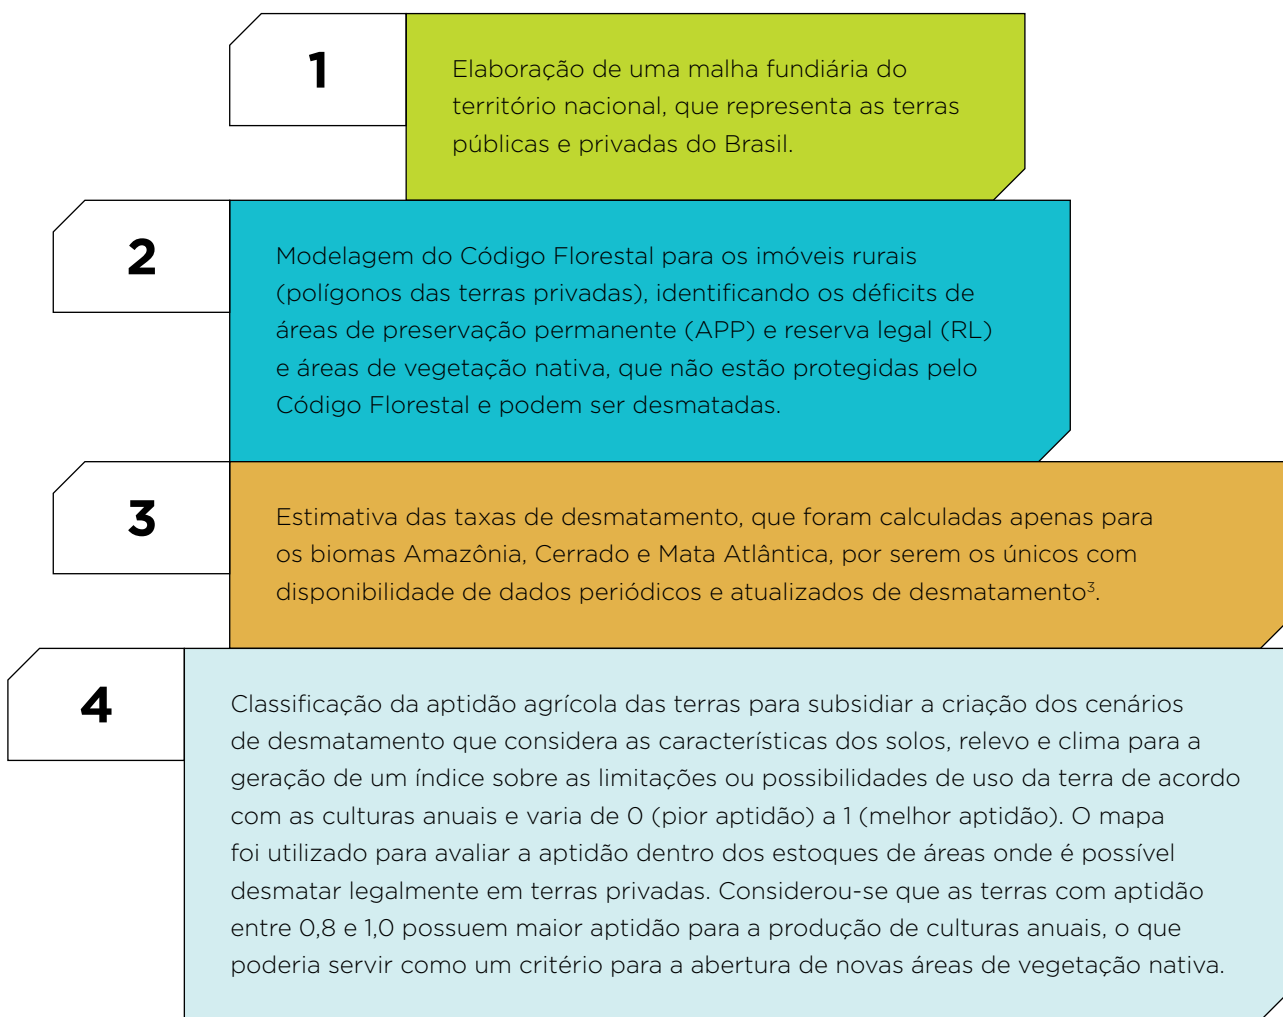 1
Elaboração de uma malha fundiária do
território nacional, que representa as terras
públicas e privadas do Brasil.
2
Modelagem do Código Florestal para os imóveis rurais
(polígonos das terras privadas), identificando os déficits de
áreas de preservação permanente (APP) e reserva legal (RL)
e áreas de vegetação nativa, que não estão protegidas pelo
Código Florestal e podem ser desmatadas.
3
Estimativa das taxas de desmatamento, que foram calculadas apenas para
os biomas Amazônia, Cerrado e Mata Atlântica, por serem os únicos com
disponibilidade de dados periódicos e atualizados de desmatamento³.
4
Classificação da aptidão agrícola das terras para subsidiar a criação dos cenários
de desmatamento que considera as características dos solos, relevo e clima para a
geração de um índice sobre as limitações ou possibilidades de uso da terra de acordo
com as culturas anuais e varia de 0 (pior aptidão) a 1 (melhor aptidão). O mapa
foi utilizado para avaliar a aptidão dentro dos estoques de áreas onde é possível
desmatar legalmente em terras privadas. Considerou-se que as terras com aptidão
entre 0,8 e 1,0 possuem maior aptidão para a produção de culturas anuais, o que
poderia servir como um critério para a abertura de novas áreas de vegetação nativa.